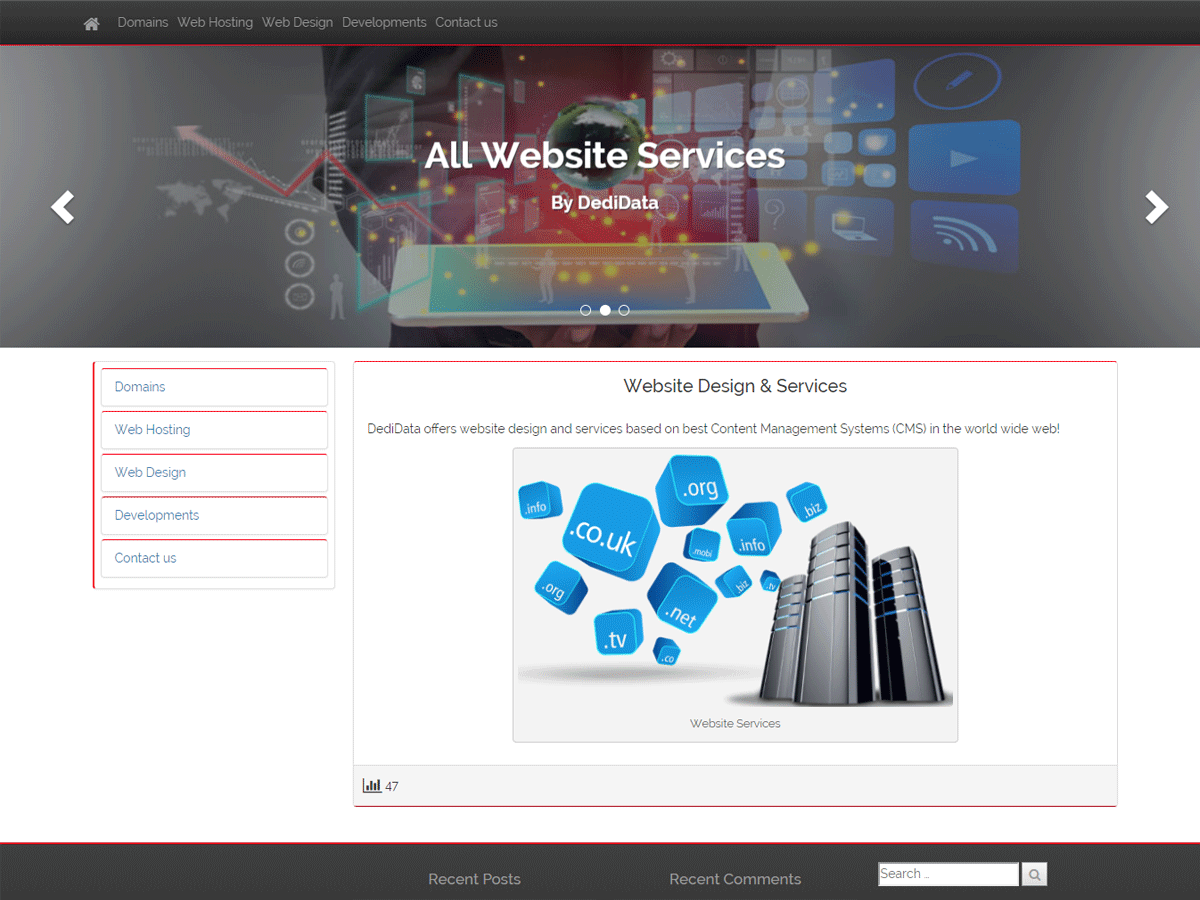 Domains Web Hosting Web Design Developments Contact us
All Website Services
By DediData
Domains
Web Hosting
Web Design
Developments
Contact us
Website Design & Services
DediData offers website design and services based on best Content Management Systems (CMS) in the world wide web!
.org
.info
.biz
.co.uk
.info
.mobi
.org
.biz
.tv
.net
.tv
.co
Website Services
47
Recent Posts
Recent Comments
Search ...